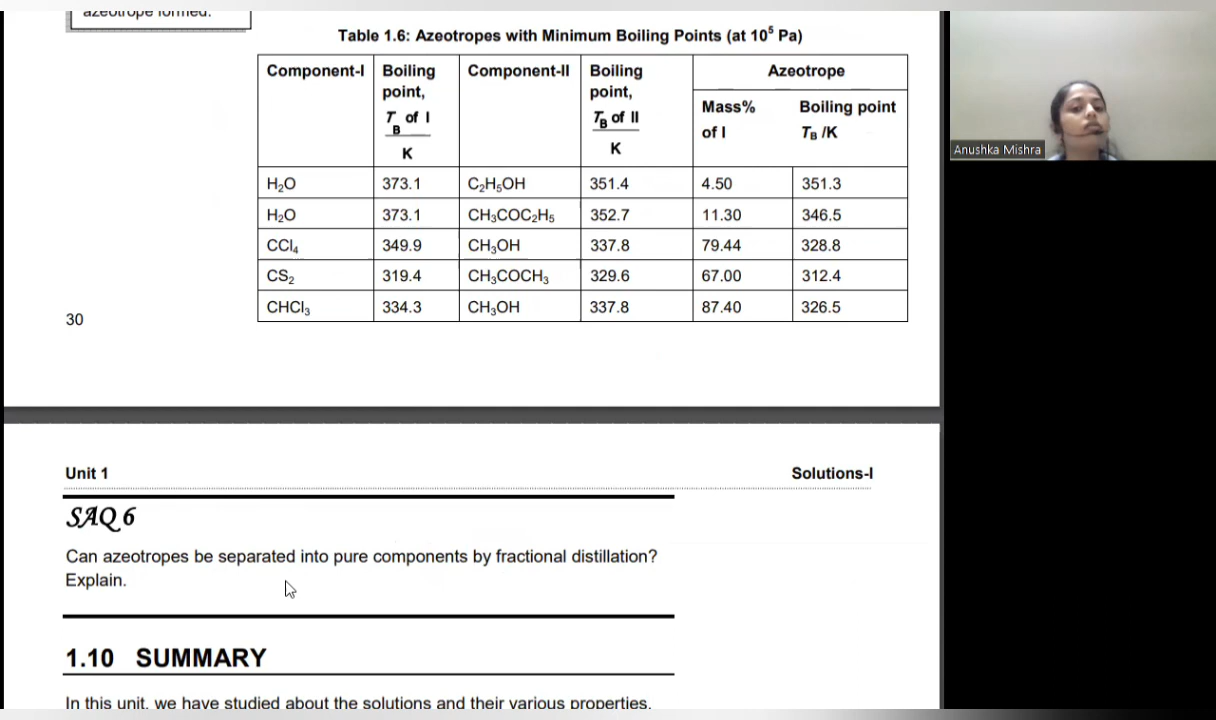 azeotrope formed.
Table 1.6: Azeotropes with Minimum Boiling Points (at 10⁵ Pa)
Component-I Boiling point, T_B of I / K Component-II Boiling point, T_B of II / K Azeotrope
Mass% of I Boiling point T_B /K
H₂O 373.1 C₂H₅OH 351.4 4.50 351.3
H₂O 373.1 CH₃COC₂H₅ 352.7 11.30 346.5
CCl₄ 349.9 CH₃OH 337.8 79.44 328.8
CS₂ 319.4 CH₃COCH₃ 329.6 67.00 312.4
CHCl₃ 334.3 CH₃OH 337.8 87.40 326.5
30
Anushka Mishra
Unit 1 Solutions-I
SAQ 6
Can azeotropes be separated into pure components by fractional distillation?
Explain.
1.10 SUMMARY
In this unit, we have studied about the solutions and their various properties.